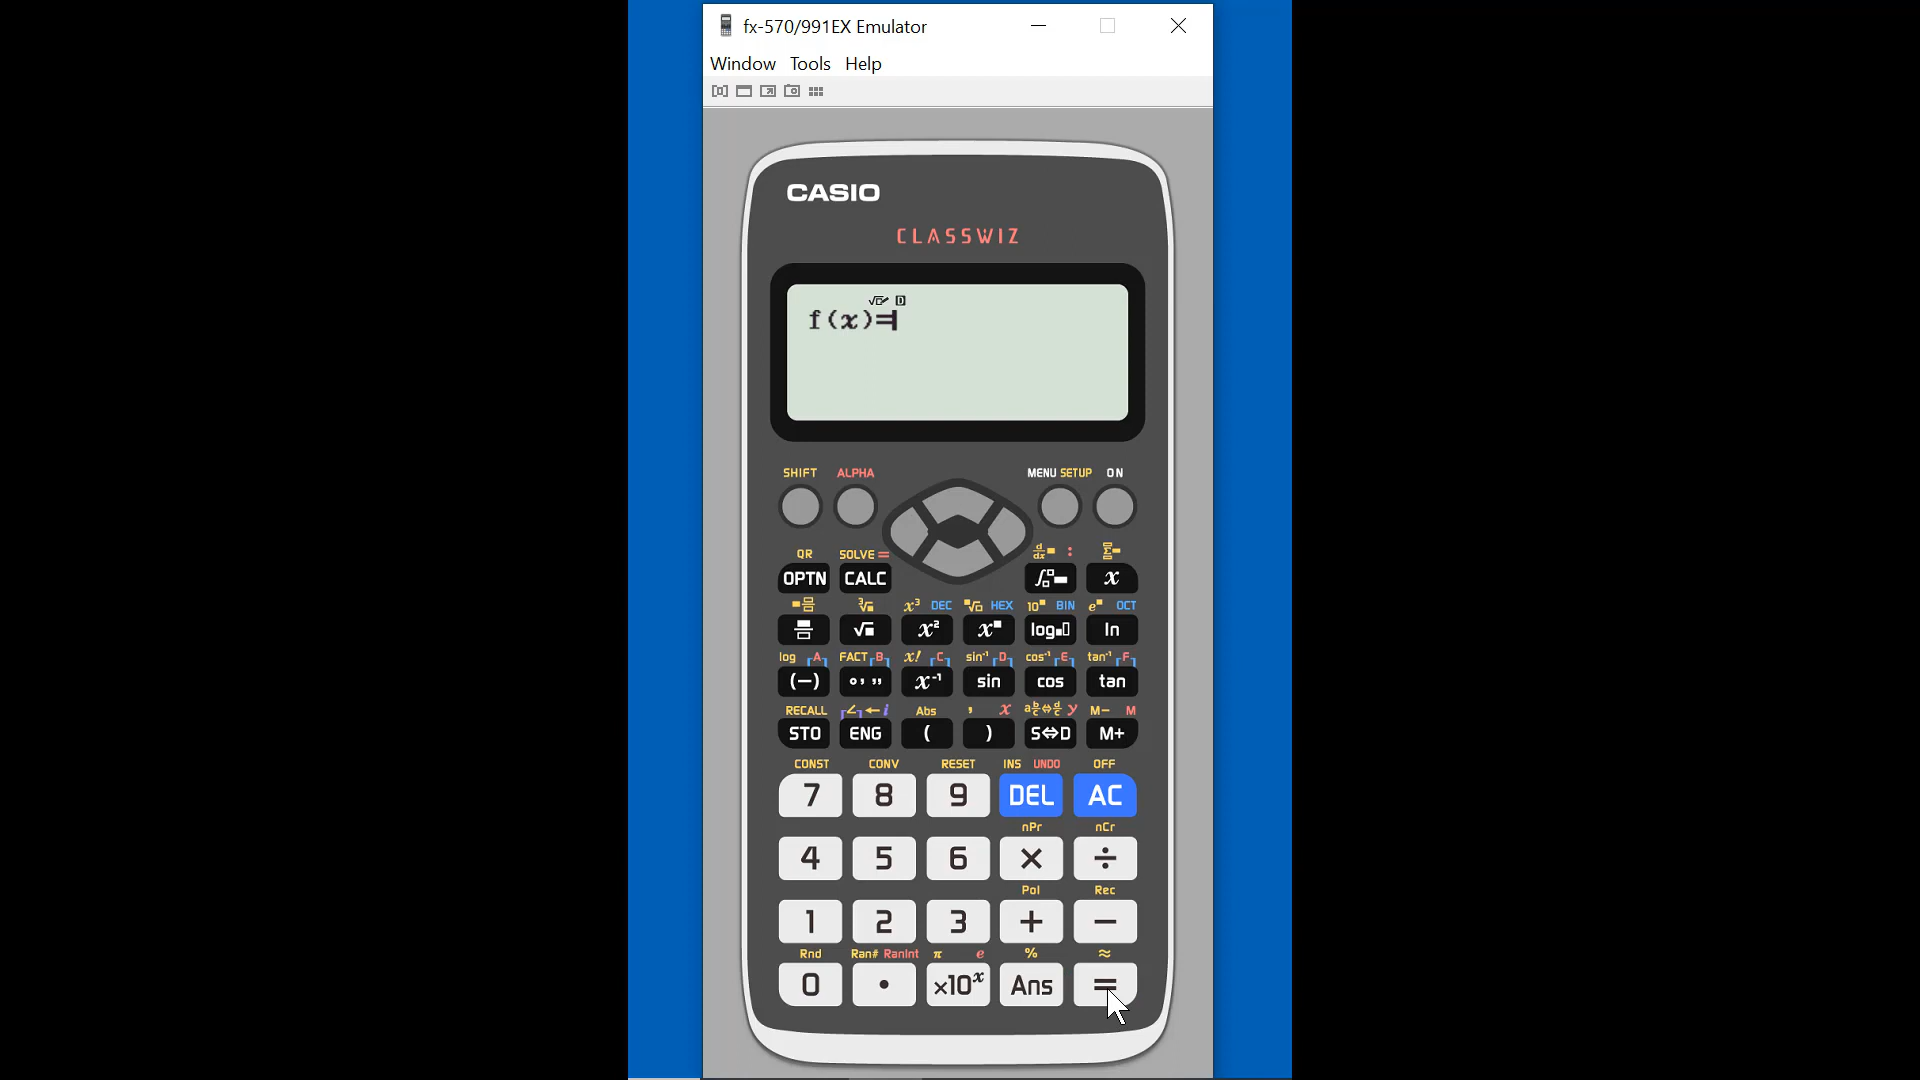 fx-570/991EX Emulator
Window Tools Help
CASIO
CLASSWIZ
√□/ D
f(x)=
SHIFT ALPHA MENU SETUP ON
QR SOLVE = d/dx■ : Σ
OPTN CALC ∫ x
■ ³√■ x³ DEC ■√□ HEX 10■ BIN e■ OCT
√■ x² x■ log■□ ln
log A FACT B x! C sin⁻¹ D cos⁻¹ E tan⁻¹ F
(−) ° ’ ” x⁻¹ sin cos tan
RECALL ∠ ← i Abs , x a b/c⇔d/c y M− M
STO ENG ( ) S⇔D M+
CONST CONV RESET INS UNDO OFF
7 8 9 DEL AC
nPr nCr
4 5 6 × ÷
Pol Rec
1 2 3 + −
Rnd Ran# RanInt π e % ≈
0 • ×10ˣ Ans =